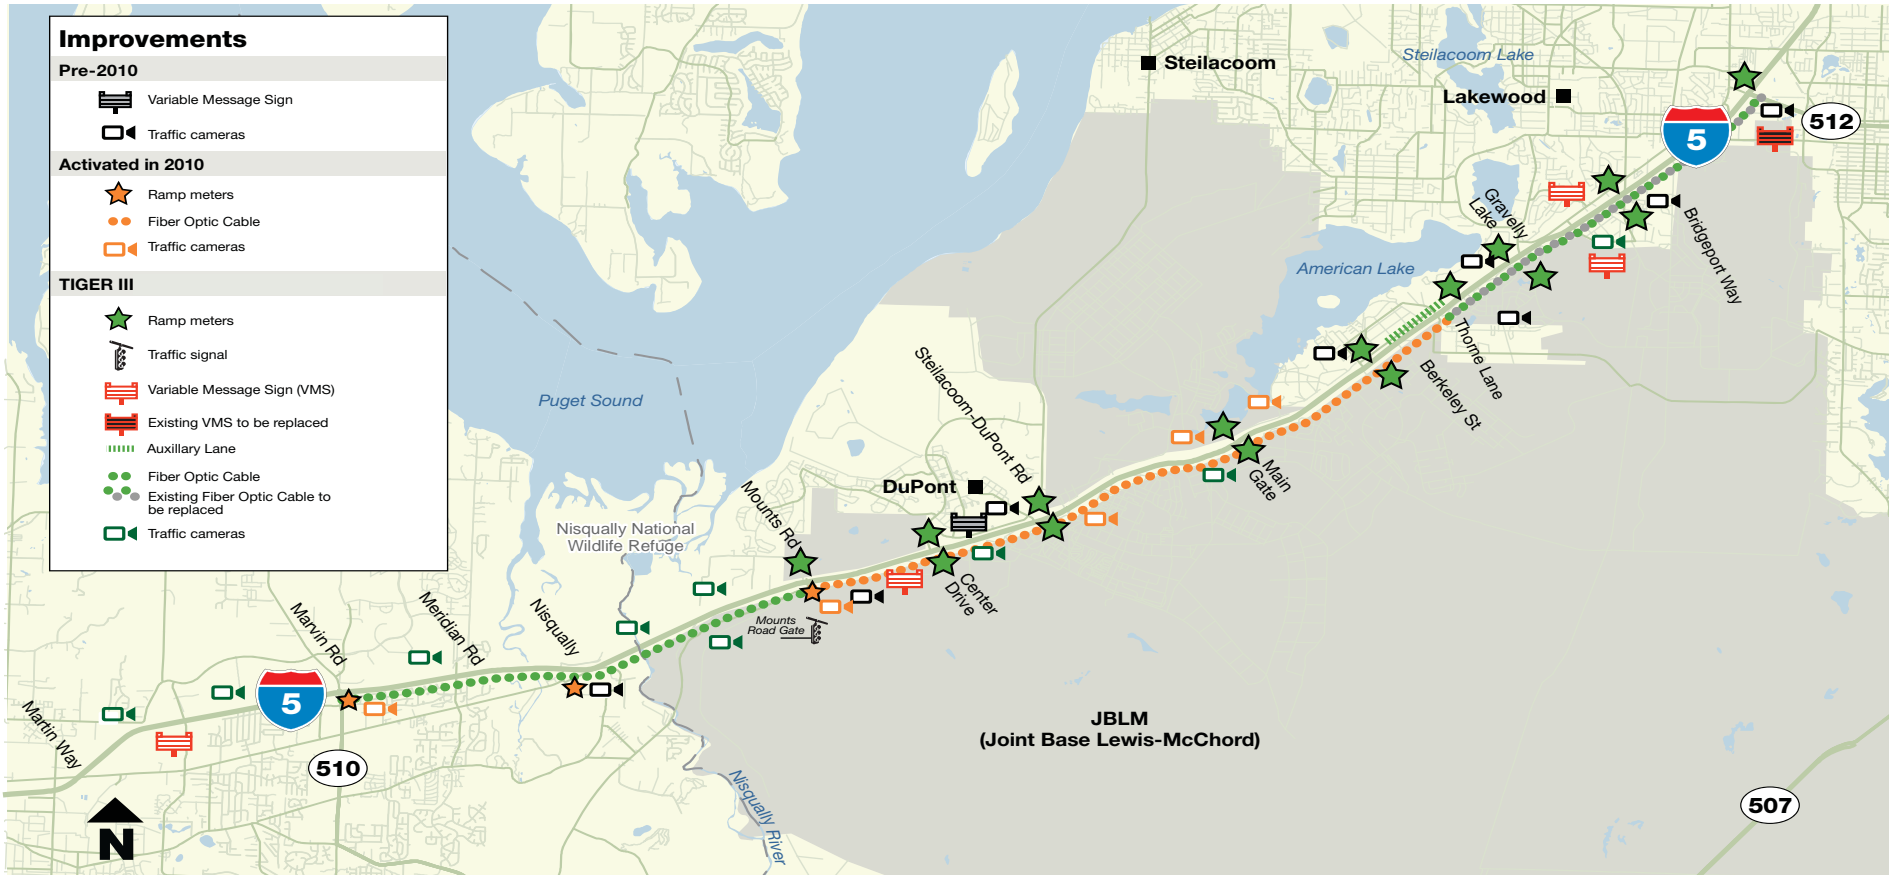 Improvements
Pre-2010
Variable Message Sign
Traffic cameras
Activated in 2010
Ramp meters
Fiber Optic Cable
Traffic cameras
TIGER III
Ramp meters
Traffic signal
Variable Message Sign (VMS)
Existing VMS to be replaced
Auxillary Lane
Fiber Optic Cable
Existing Fiber Optic Cable to
be replaced
Traffic cameras
Steilacoom
Steilacoom Lake
Lakewood
512
5
Gravelly
Lake
Bridgeport Way
American Lake
Thorne Lane
Berkeley St
Puget Sound
Steilacoom-DuPont Rd
Main
Gate
DuPont
Mounts Rd
Nisqually National
Wildlife Refuge
Center
Drive
Mounts
Road Gate
Nisqually
Meridian Rd
Marvin Rd
5
Martin Way
510
JBLM
(Joint Base Lewis-McChord)
Nisqually River
507
N